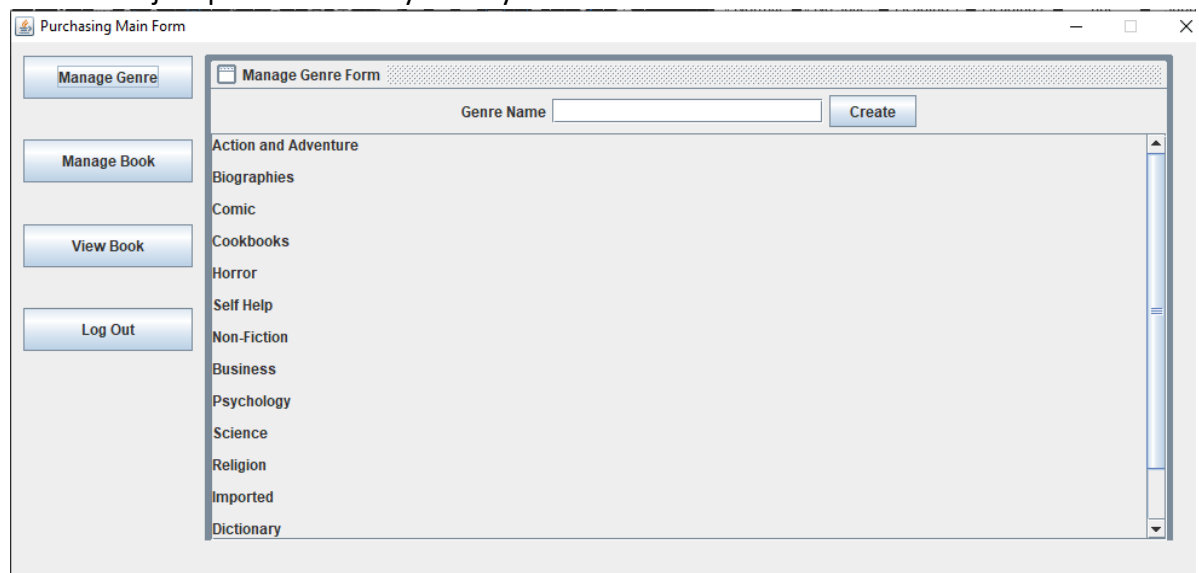 Purchasing Main Form
Manage Genre
Manage Book
View Book
Log Out
Manage Genre Form
Genre Name
Create
Action and Adventure
Biographies
Comic
Cookbooks
Horror
Self Help
Non-Fiction
Business
Psychology
Science
Religion
Imported
Dictionary